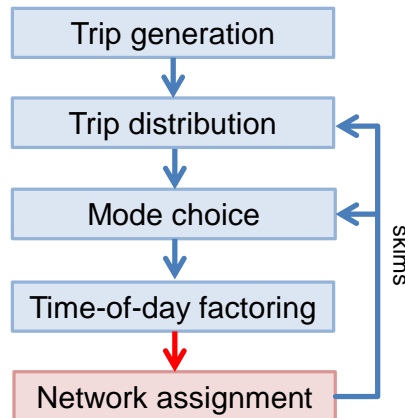 Trip generation
Trip distribution
Mode choice
skims
Time-of-day factoring
Network assignment